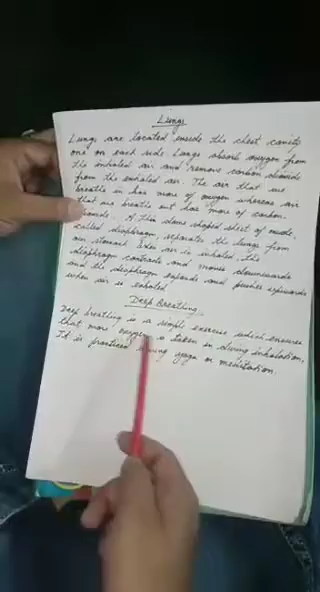 Lungs
Lungs are located inside the chest cavity
one on each side. Lungs absorb oxygen from
the inhaled air and remove carbon dioxide
from the exhaled air. The air that we
breathe in has more of oxygen whereas air
that we breathe out has more of carbon.
A thin dome shaped sheet of muscle
called diaphragm, separates the lungs from
our stomach when air is inhaled, the
diaphragm contracts and moves downwards
and the diaphragm expands and pushes upwards
when air is exhaled
Deep Breathing
Deep breathing is a simple exercise which ensures
that more oxygen is taken in during inhalation,
It is practiced during yoga or meditation.